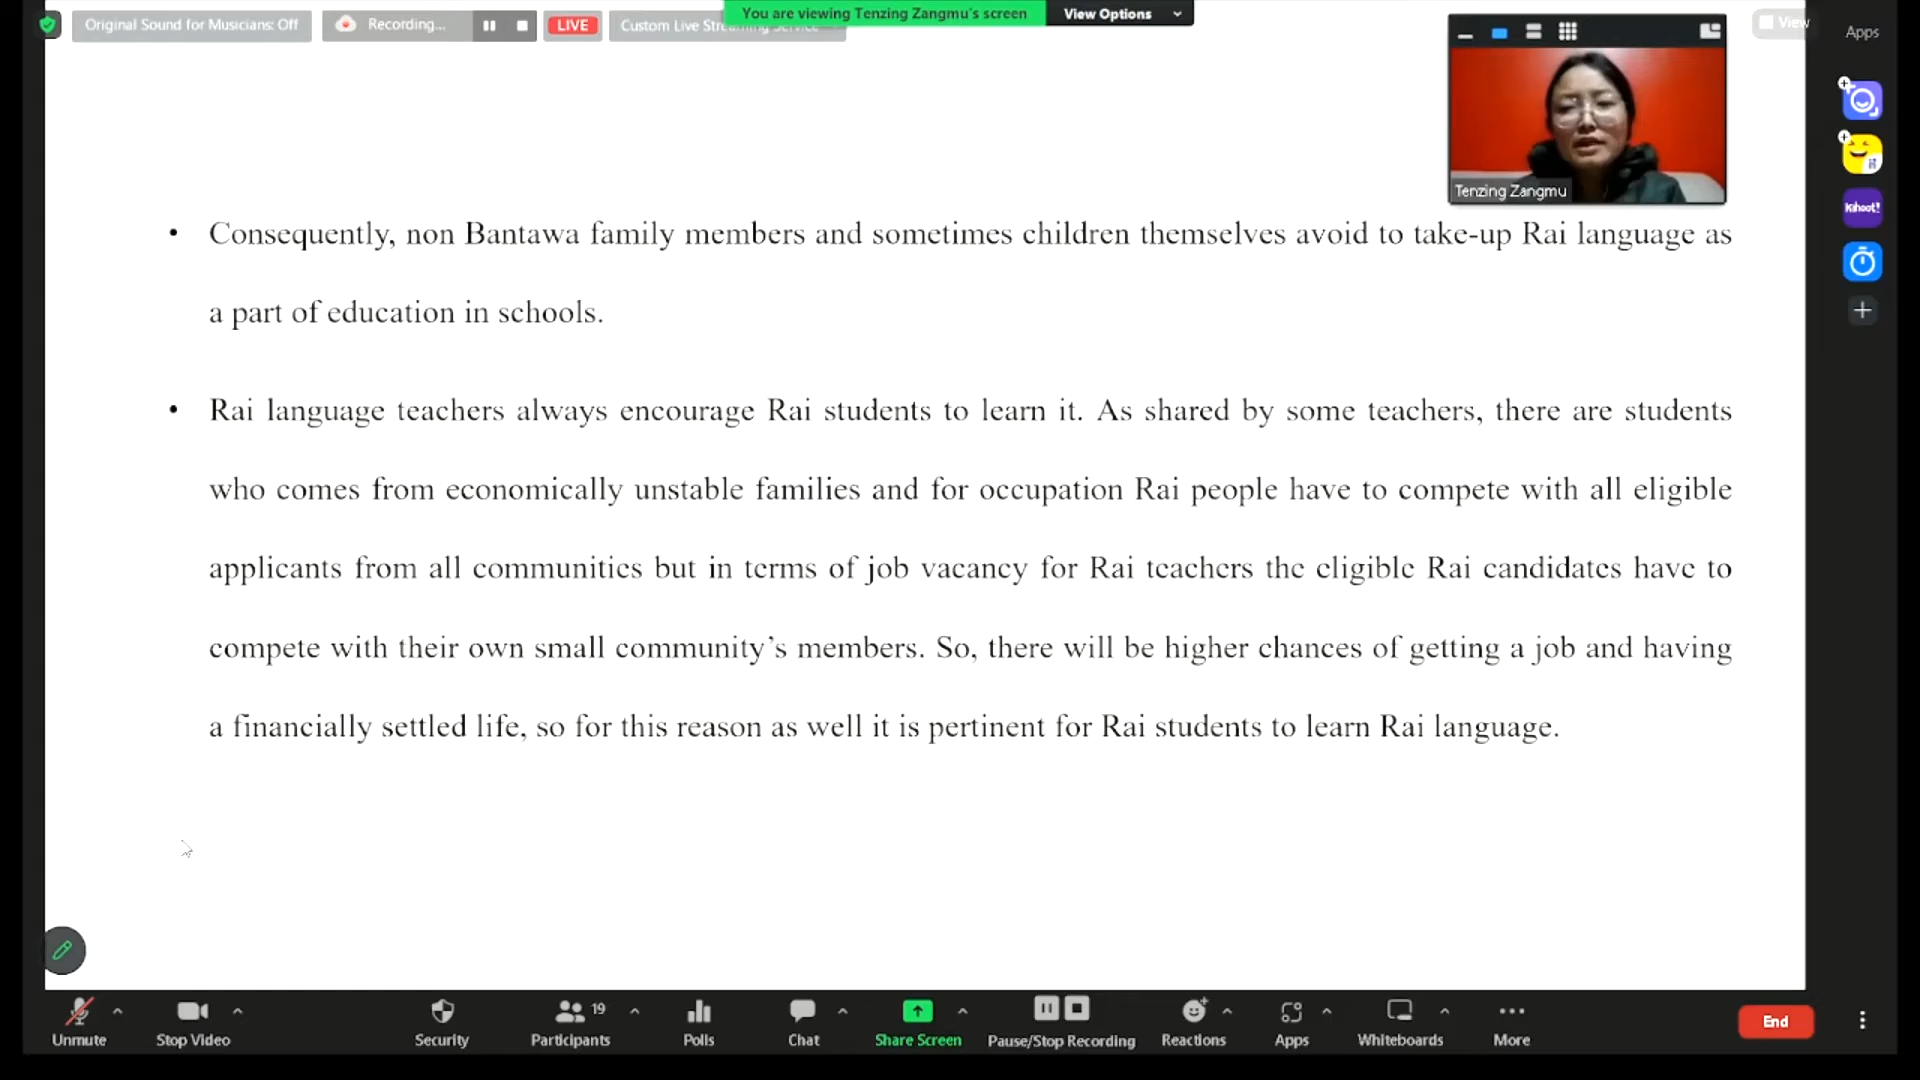 Original Sound for Musicians: Off
Recording...
LIVE
You are viewing Tenzing Zangmu's screen
View Options
View
Apps
Tenzing Zangmu
Kahoot!
• Consequently, non Bantawa family members and sometimes children themselves avoid to take-up Rai language as
a part of education in schools.
• Rai language teachers always encourage Rai students to learn it. As shared by some teachers, there are students
who comes from economically unstable families and for occupation Rai people have to compete with all eligible
applicants from all communities but in terms of job vacancy for Rai teachers the eligible Rai candidates have to
compete with their own small community's members. So, there will be higher chances of getting a job and having
a financially settled life, so for this reason as well it is pertinent for Rai students to learn Rai language.
Unmute
Stop Video
Security
19
Participants
Polls
Chat
Share Screen
Pause/Stop Recording
Reactions
Apps
Whiteboards
More
End